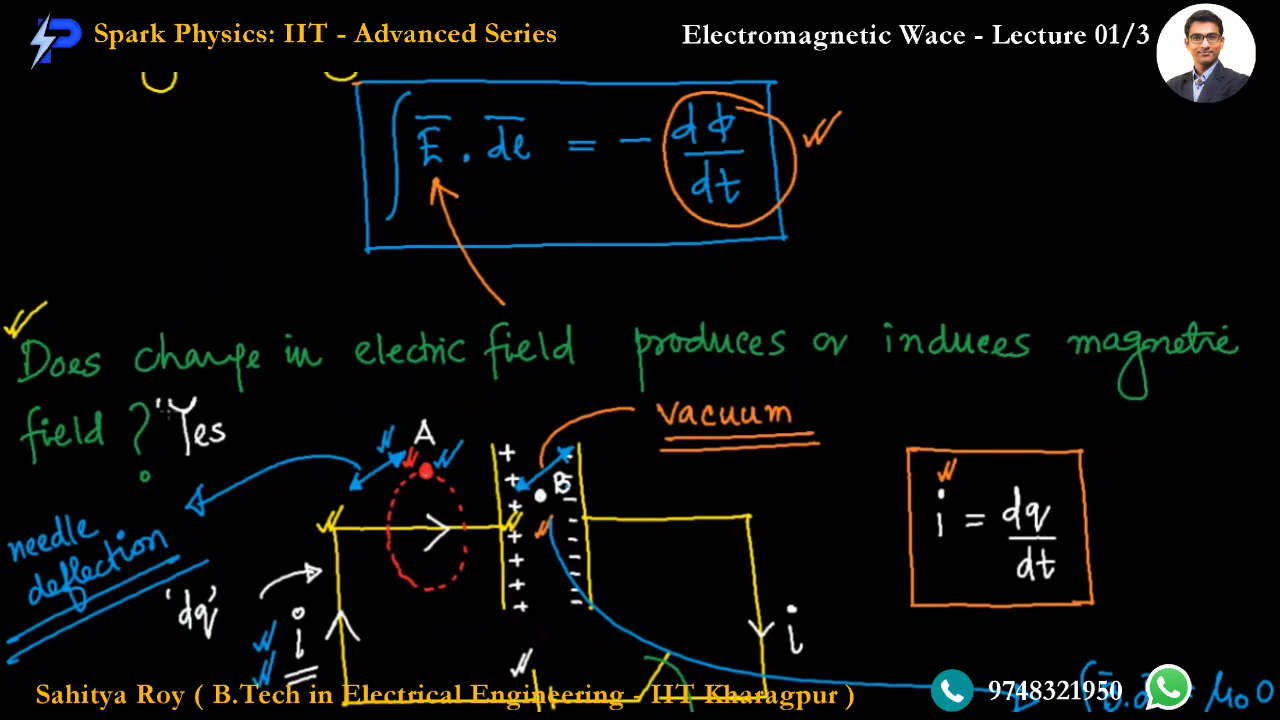 Spark Physics: IIT - Advanced Series
Electromagnetic Wace - Lecture 01/3
∫ E̅ . d̅e̅ = - dϕ/dt
Does change in electric field produces or induces magnetic
field ? "Yes
vacuum
A
B
i = dq/dt
needle
deflection
'dq'
i
i
Sahitya Roy ( B.Tech in Electrical Engineering - IIT Kharagpur )
9748321950
μ₀0